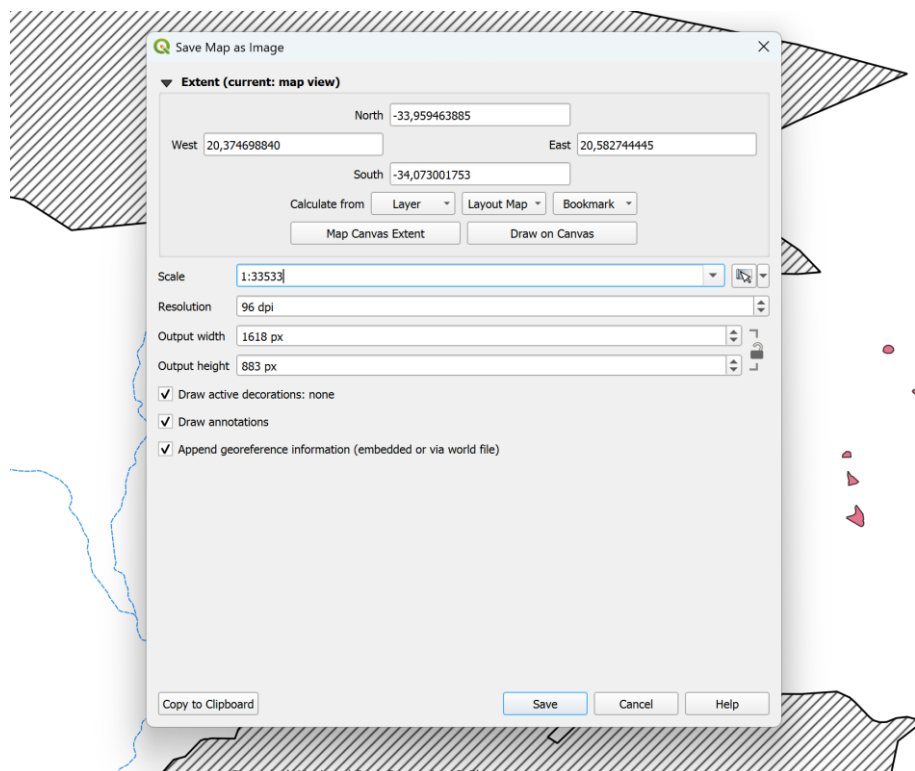 Save Map as Image
Extent (current: map view)
North -33,959463885
West 20,374698840 East 20,582744445
South -34,073001753
Calculate from Layer Layout Map Bookmark
Map Canvas Extent Draw on Canvas
Scale 1:33533
Resolution 96 dpi
Output width 1618 px
Output height 883 px
Draw active decorations: none
Draw annotations
Append georeference information (embedded or via world file)
Copy to Clipboard Save Cancel Help